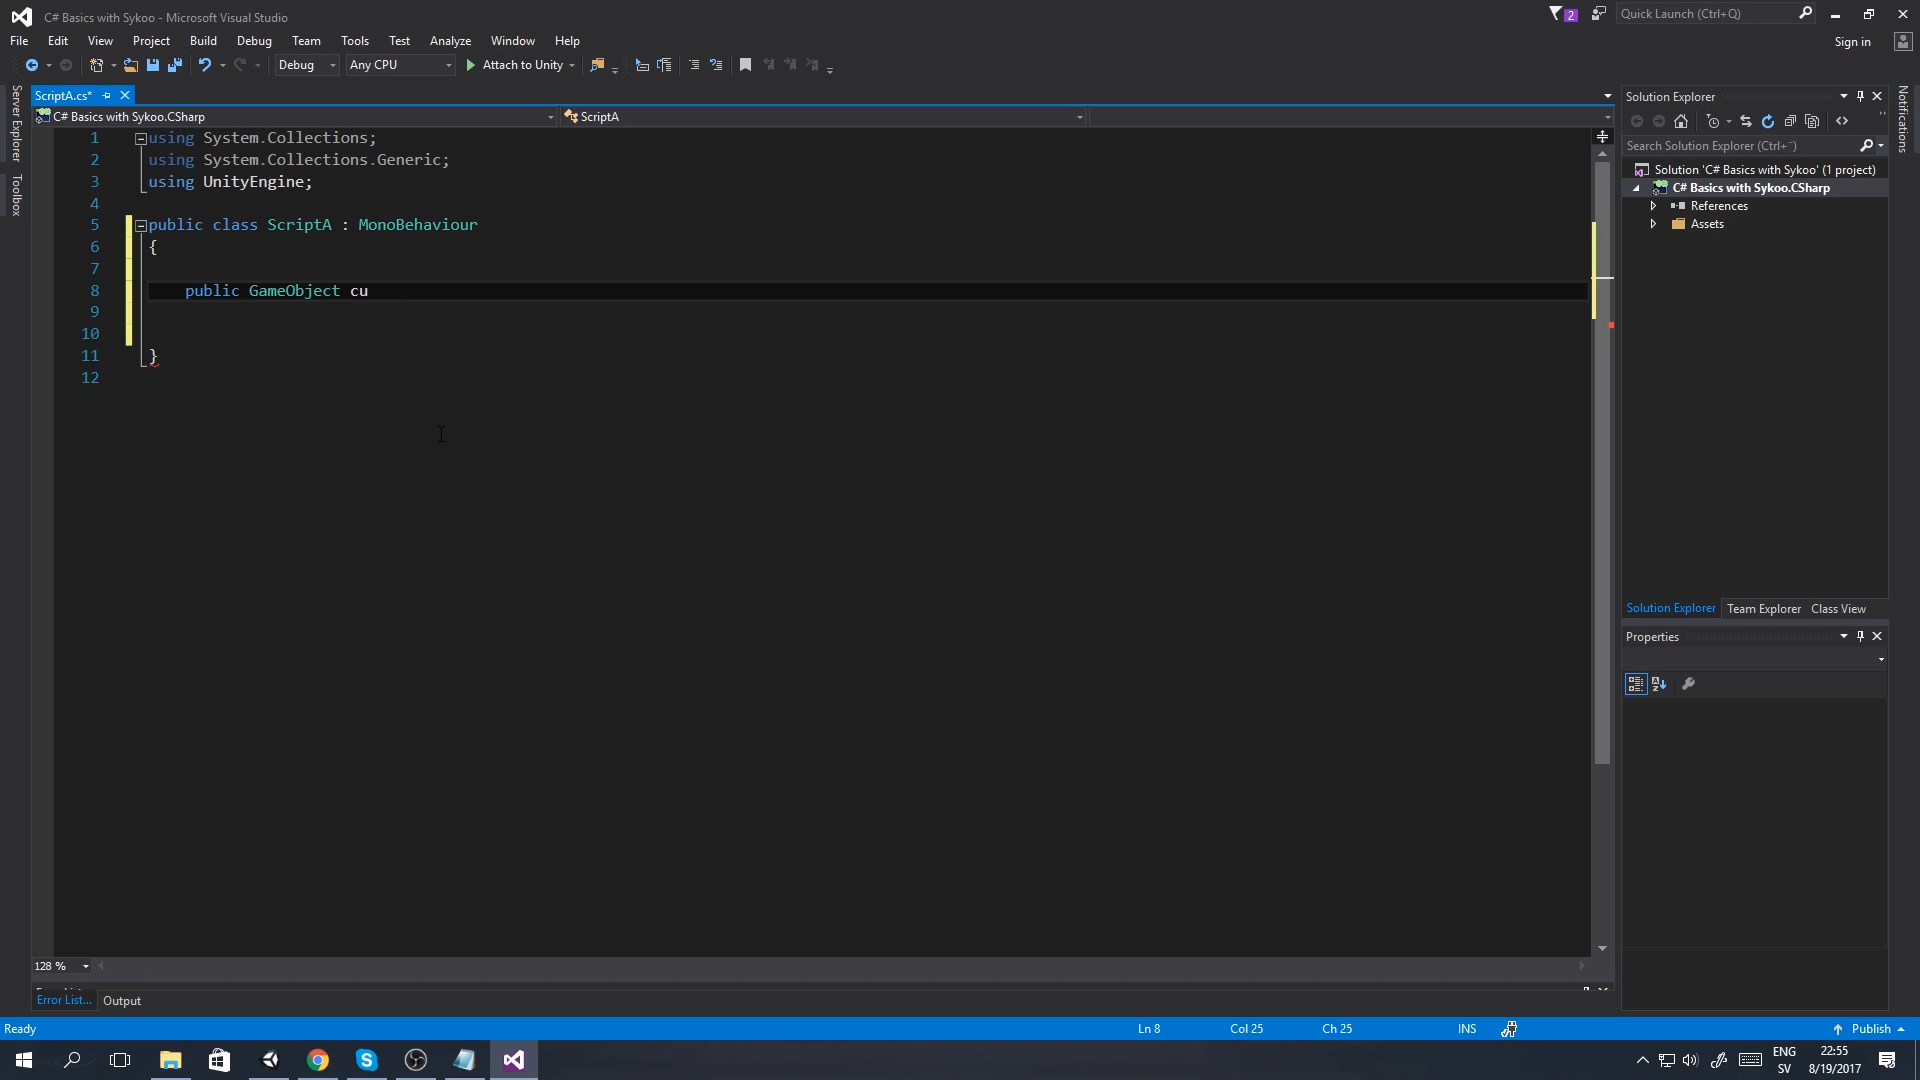 C# Basics with Sykoo - Microsoft Visual Studio
2
Quick Launch (Ctrl+Q)
File Edit View Project Build Debug Team Tools Test Analyze Window Help
Sign in
Debug Any CPU Attach to Unity
Server Explorer
Toolbox
ScriptA.cs*
C# Basics with Sykoo.CSharp
ScriptA
1 using System.Collections;
2 using System.Collections.Generic;
3 using UnityEngine;
4
5 public class ScriptA : MonoBehaviour
6 {
7
8 public GameObject cu
9
10
11 }
12
Solution Explorer
Search Solution Explorer (Ctrl+¨)
Solution 'C# Basics with Sykoo' (1 project)
C# Basics with Sykoo.CSharp
References
Assets
Solution Explorer Team Explorer Class View
Properties
Notifications
128 %
Error List... Output
Ready
Ln 8 Col 25 Ch 25 INS
Publish
ENG
SV
22:55
8/19/2017